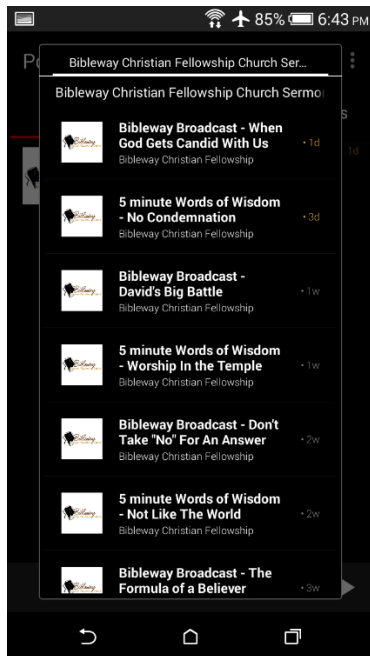 85% 6:43 PM
Po
Bibleway Christian Fellowship Church Ser...
Bibleway Christian Fellowship Church Sermon
s
Bibleway Broadcast - When
God Gets Candid With Us
• 1d
1d
Bibleway Christian Fellowship
5 minute Words of Wisdom
- No Condemnation
• 3d
Bibleway Christian Fellowship
Bibleway Broadcast -
David's Big Battle
• 1w
Bibleway Christian Fellowship
5 minute Words of Wisdom
- Worship In the Temple
• 1w
Bibleway Christian Fellowship
Bibleway Broadcast - Don't
Take "No" For An Answer
• 2w
Bibleway Christian Fellowship
5 minute Words of Wisdom
- Not Like The World
• 2w
Bibleway Christian Fellowship
Bibleway Broadcast - The
Formula of a Believer
• 3w